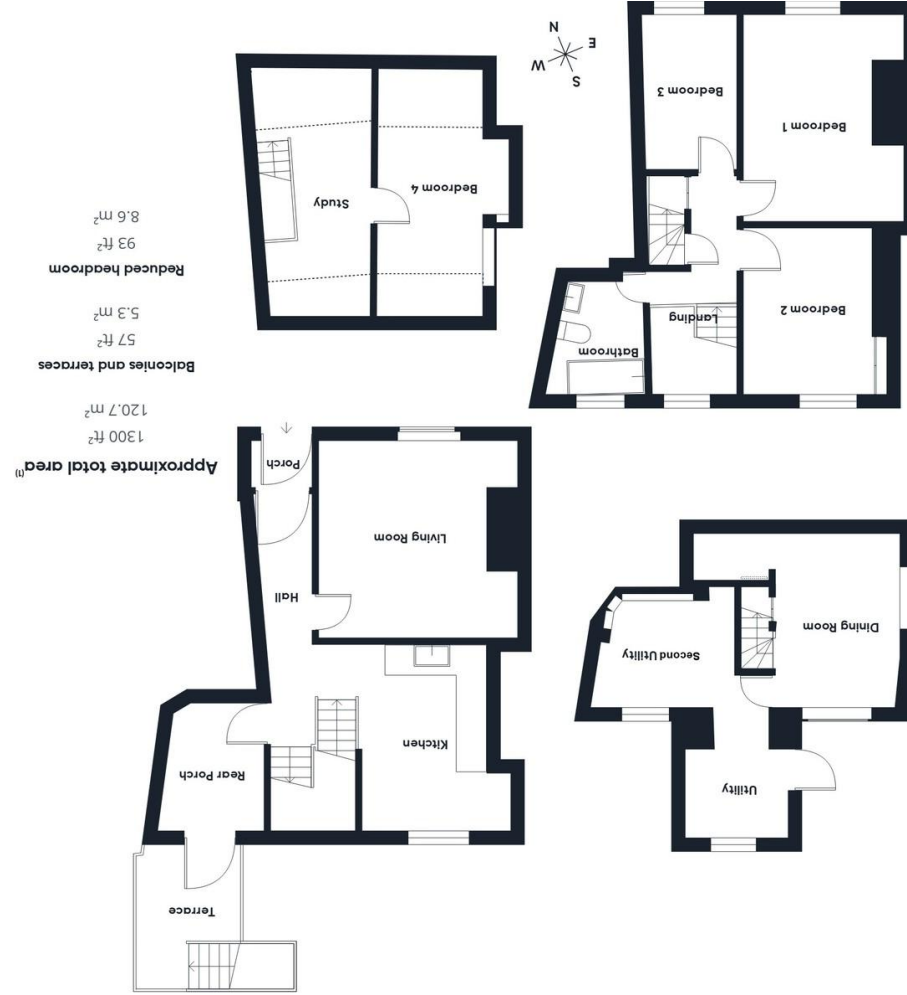 Terrace
Utility
Rear Porch
Kitchen
Second Utility
Dining Room
Hall
Living Room
Porch
Approximate total area(1)
1300 ft²
120.7 m²
Balconies and terraces
57 ft²
5.3 m²
Reduced headroom
93 ft²
8.6 m²
Bathroom
Landing
Bedroom 2
Bedroom 1
Bedroom 3
Bedroom 4
Study
S
W
E
N